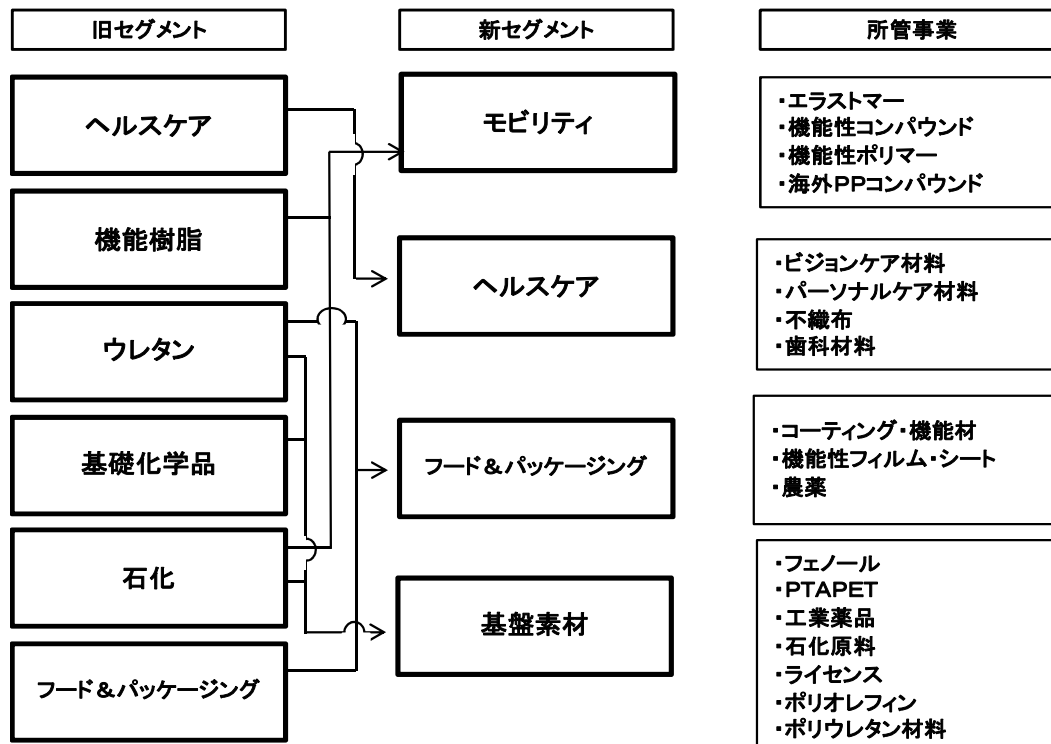 旧セグメント
新セグメント
所管事業
ヘルスケア
機能樹脂
ウレタン
基礎化学品
石化
フード&パッケージング
モビリティ
ヘルスケア
フード&パッケージング
基盤素材
・エラストマー
・機能性コンパウンド
・機能性ポリマー
・海外PPコンパウンド
・ビジョンケア材料
・パーソナルケア材料
・不織布
・歯科材料
・コーティング・機能材
・機能性フィルム・シート
・農薬
・フェノール
・PTAPET
・工業薬品
・石化原料
・ライセンス
・ポリオレフィン
・ポリウレタン材料